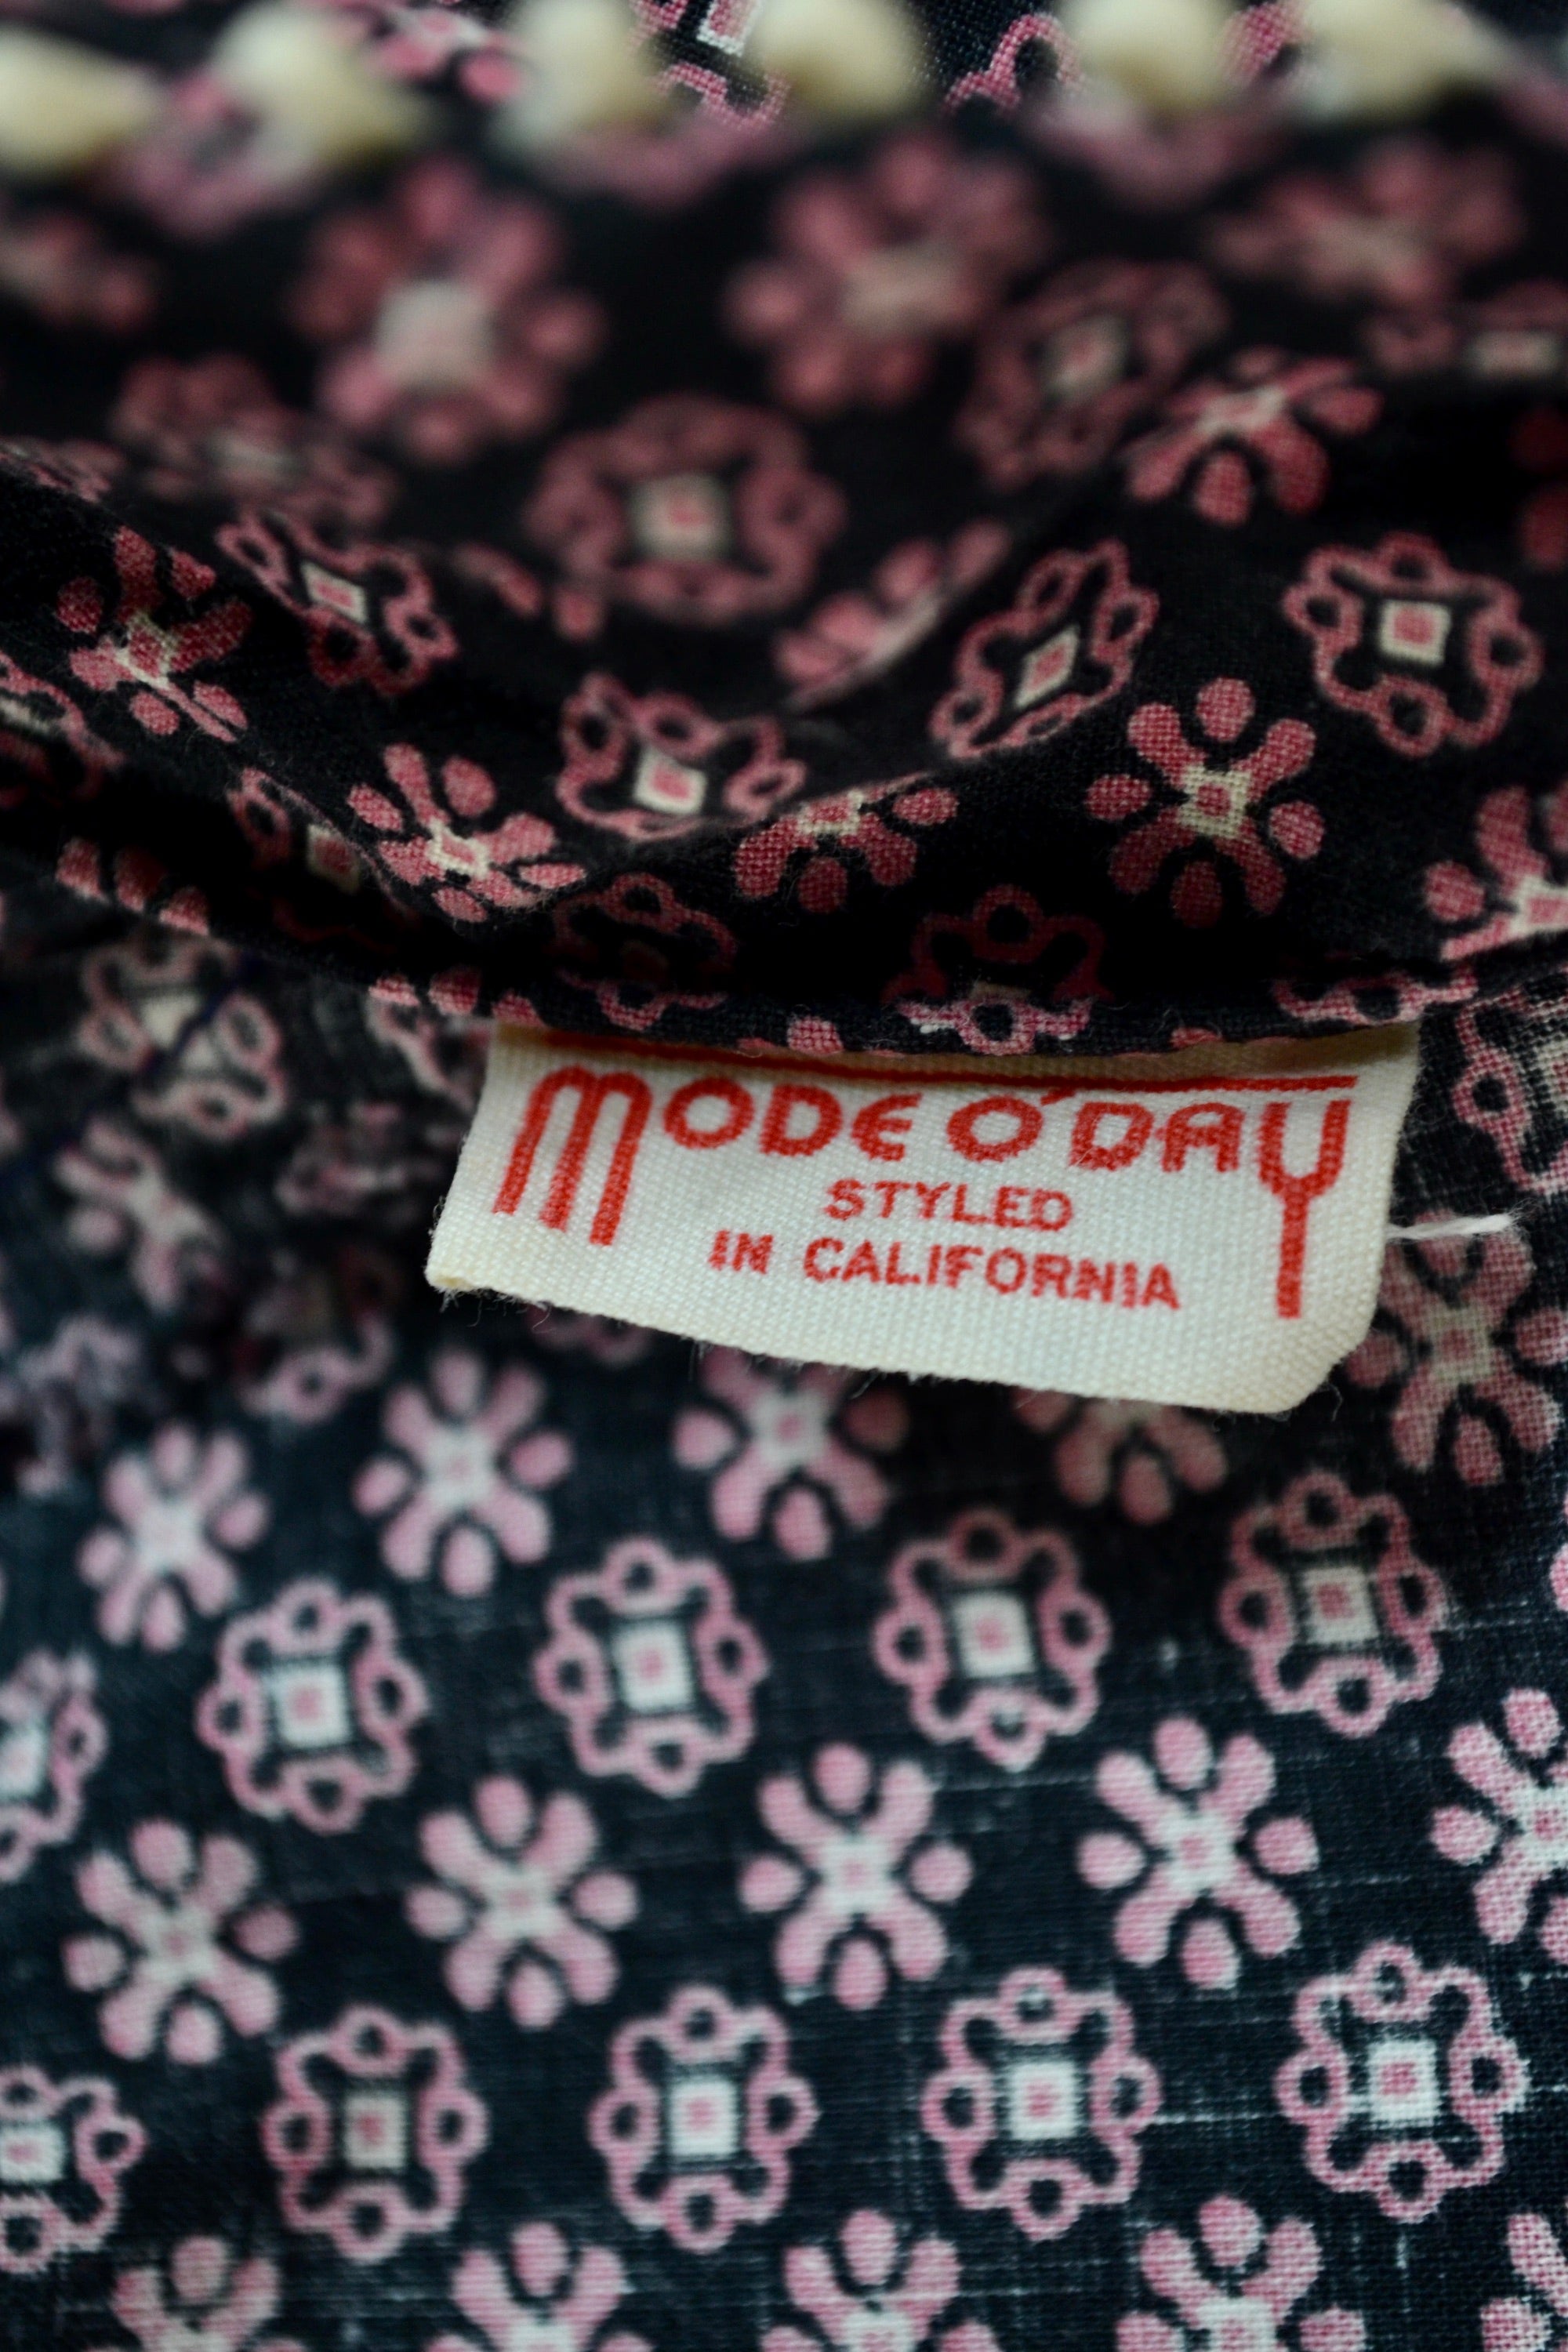 MODE O'DAY
STYLED
IN CALIFORNIA